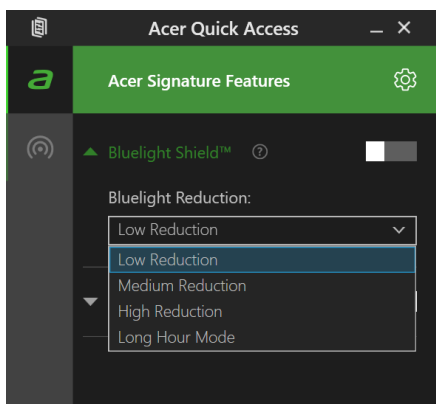 Acer Quick Access
Acer Signature Features
Bluelight Shield™
Bluelight Reduction:
Low Reduction
Low Reduction
Medium Reduction
High Reduction
Long Hour Mode